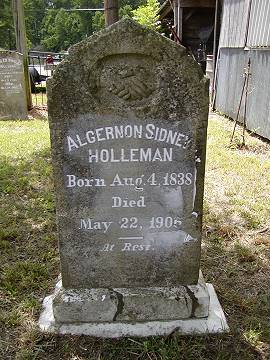 ALGERNON SIDNEY
HOLLEMAN
Born Aug. 4, 1838
Died
May 22, 1906
At Rest.